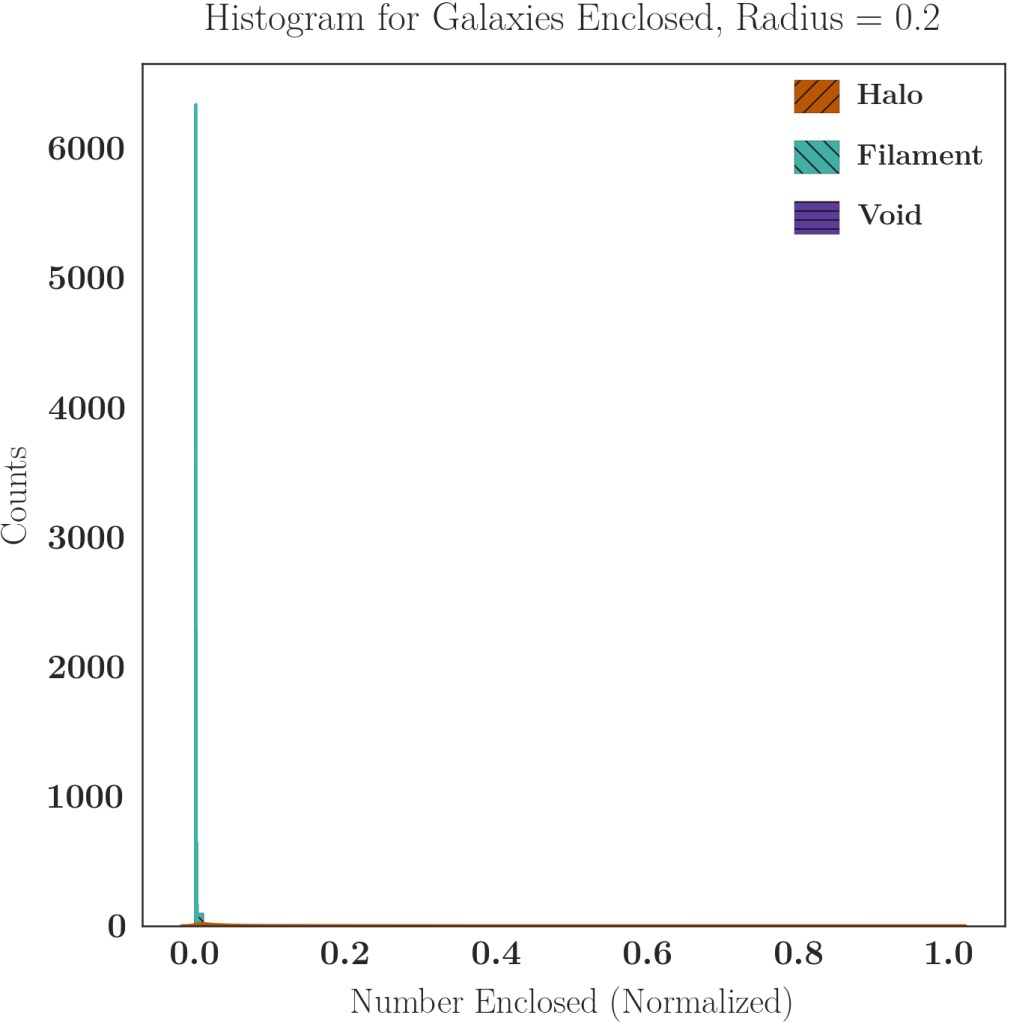 Histogram for Galaxies Enclosed, Radius = 0.2
Halo
Filament
Void
6000
5000
4000
3000
2000
1000
0
Counts
0.0 0.2 0.4 0.6 0.8 1.0
Number Enclosed (Normalized)